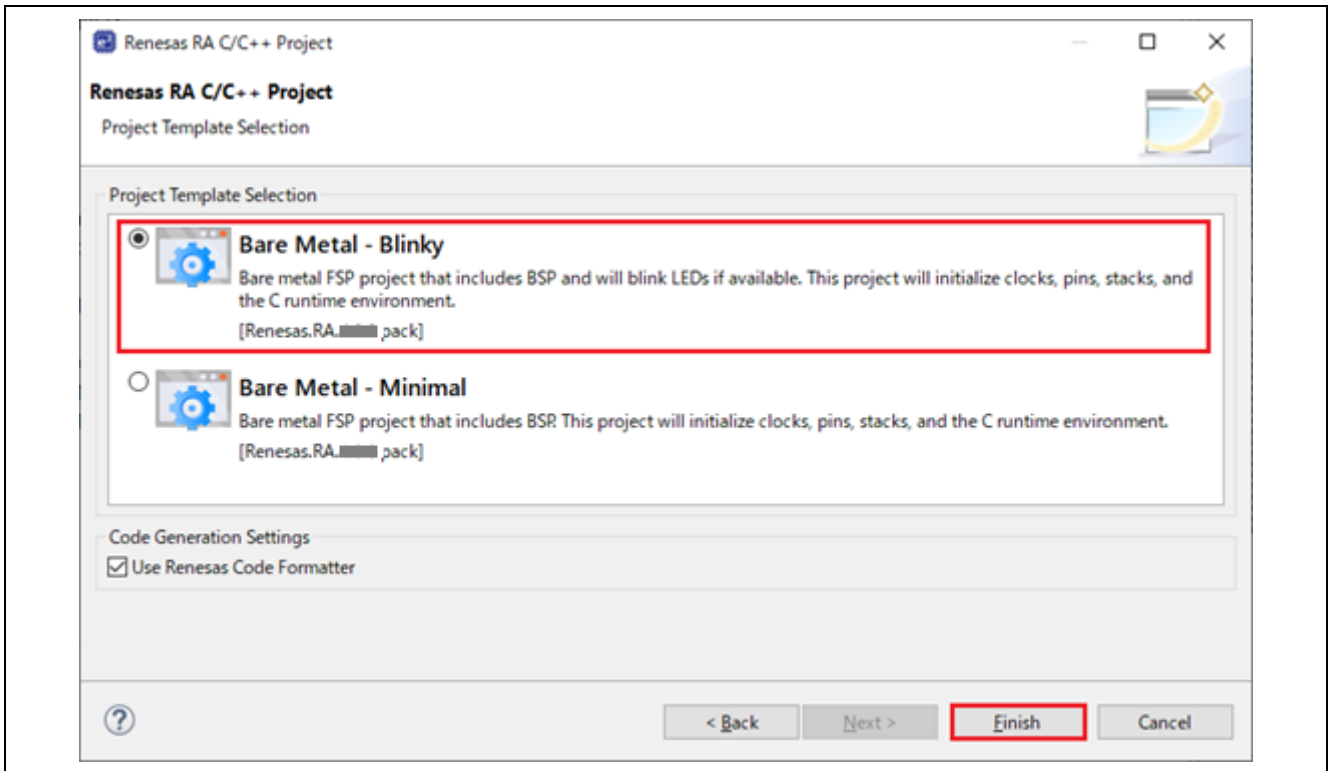 Renesas RA C/C++ Project
Renesas RA C/C++ Project
Project Template Selection
Project Template Selection
Bare Metal - Blinky
Bare metal FSP project that includes BSP and will blink LEDs if available. This project will initialize clocks, pins, stacks, and
the C runtime environment.
[Renesas.RA. pack]
Bare Metal - Minimal
Bare metal FSP project that includes BSP. This project will initialize clocks, pins, stacks, and the C runtime environment.
[Renesas.RA. pack]
Code Generation Settings
Use Renesas Code Formatter
? < Back Next > Finish Cancel